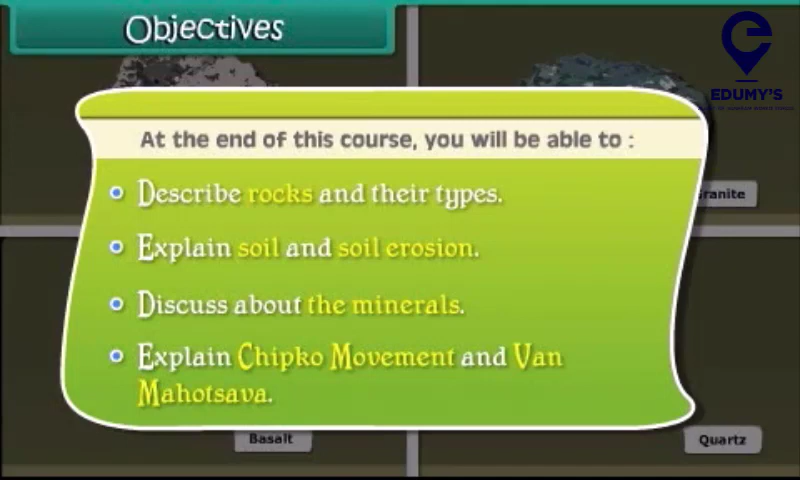 Objectives
EDUMY'S
At the end of this course, you will be able to :
Describe rocks and their types.
Granite
Explain soil and soil erosion.
Discuss about the minerals.
Explain Chipko Movement and Van
Mahotsava.
Basalt
Quartz